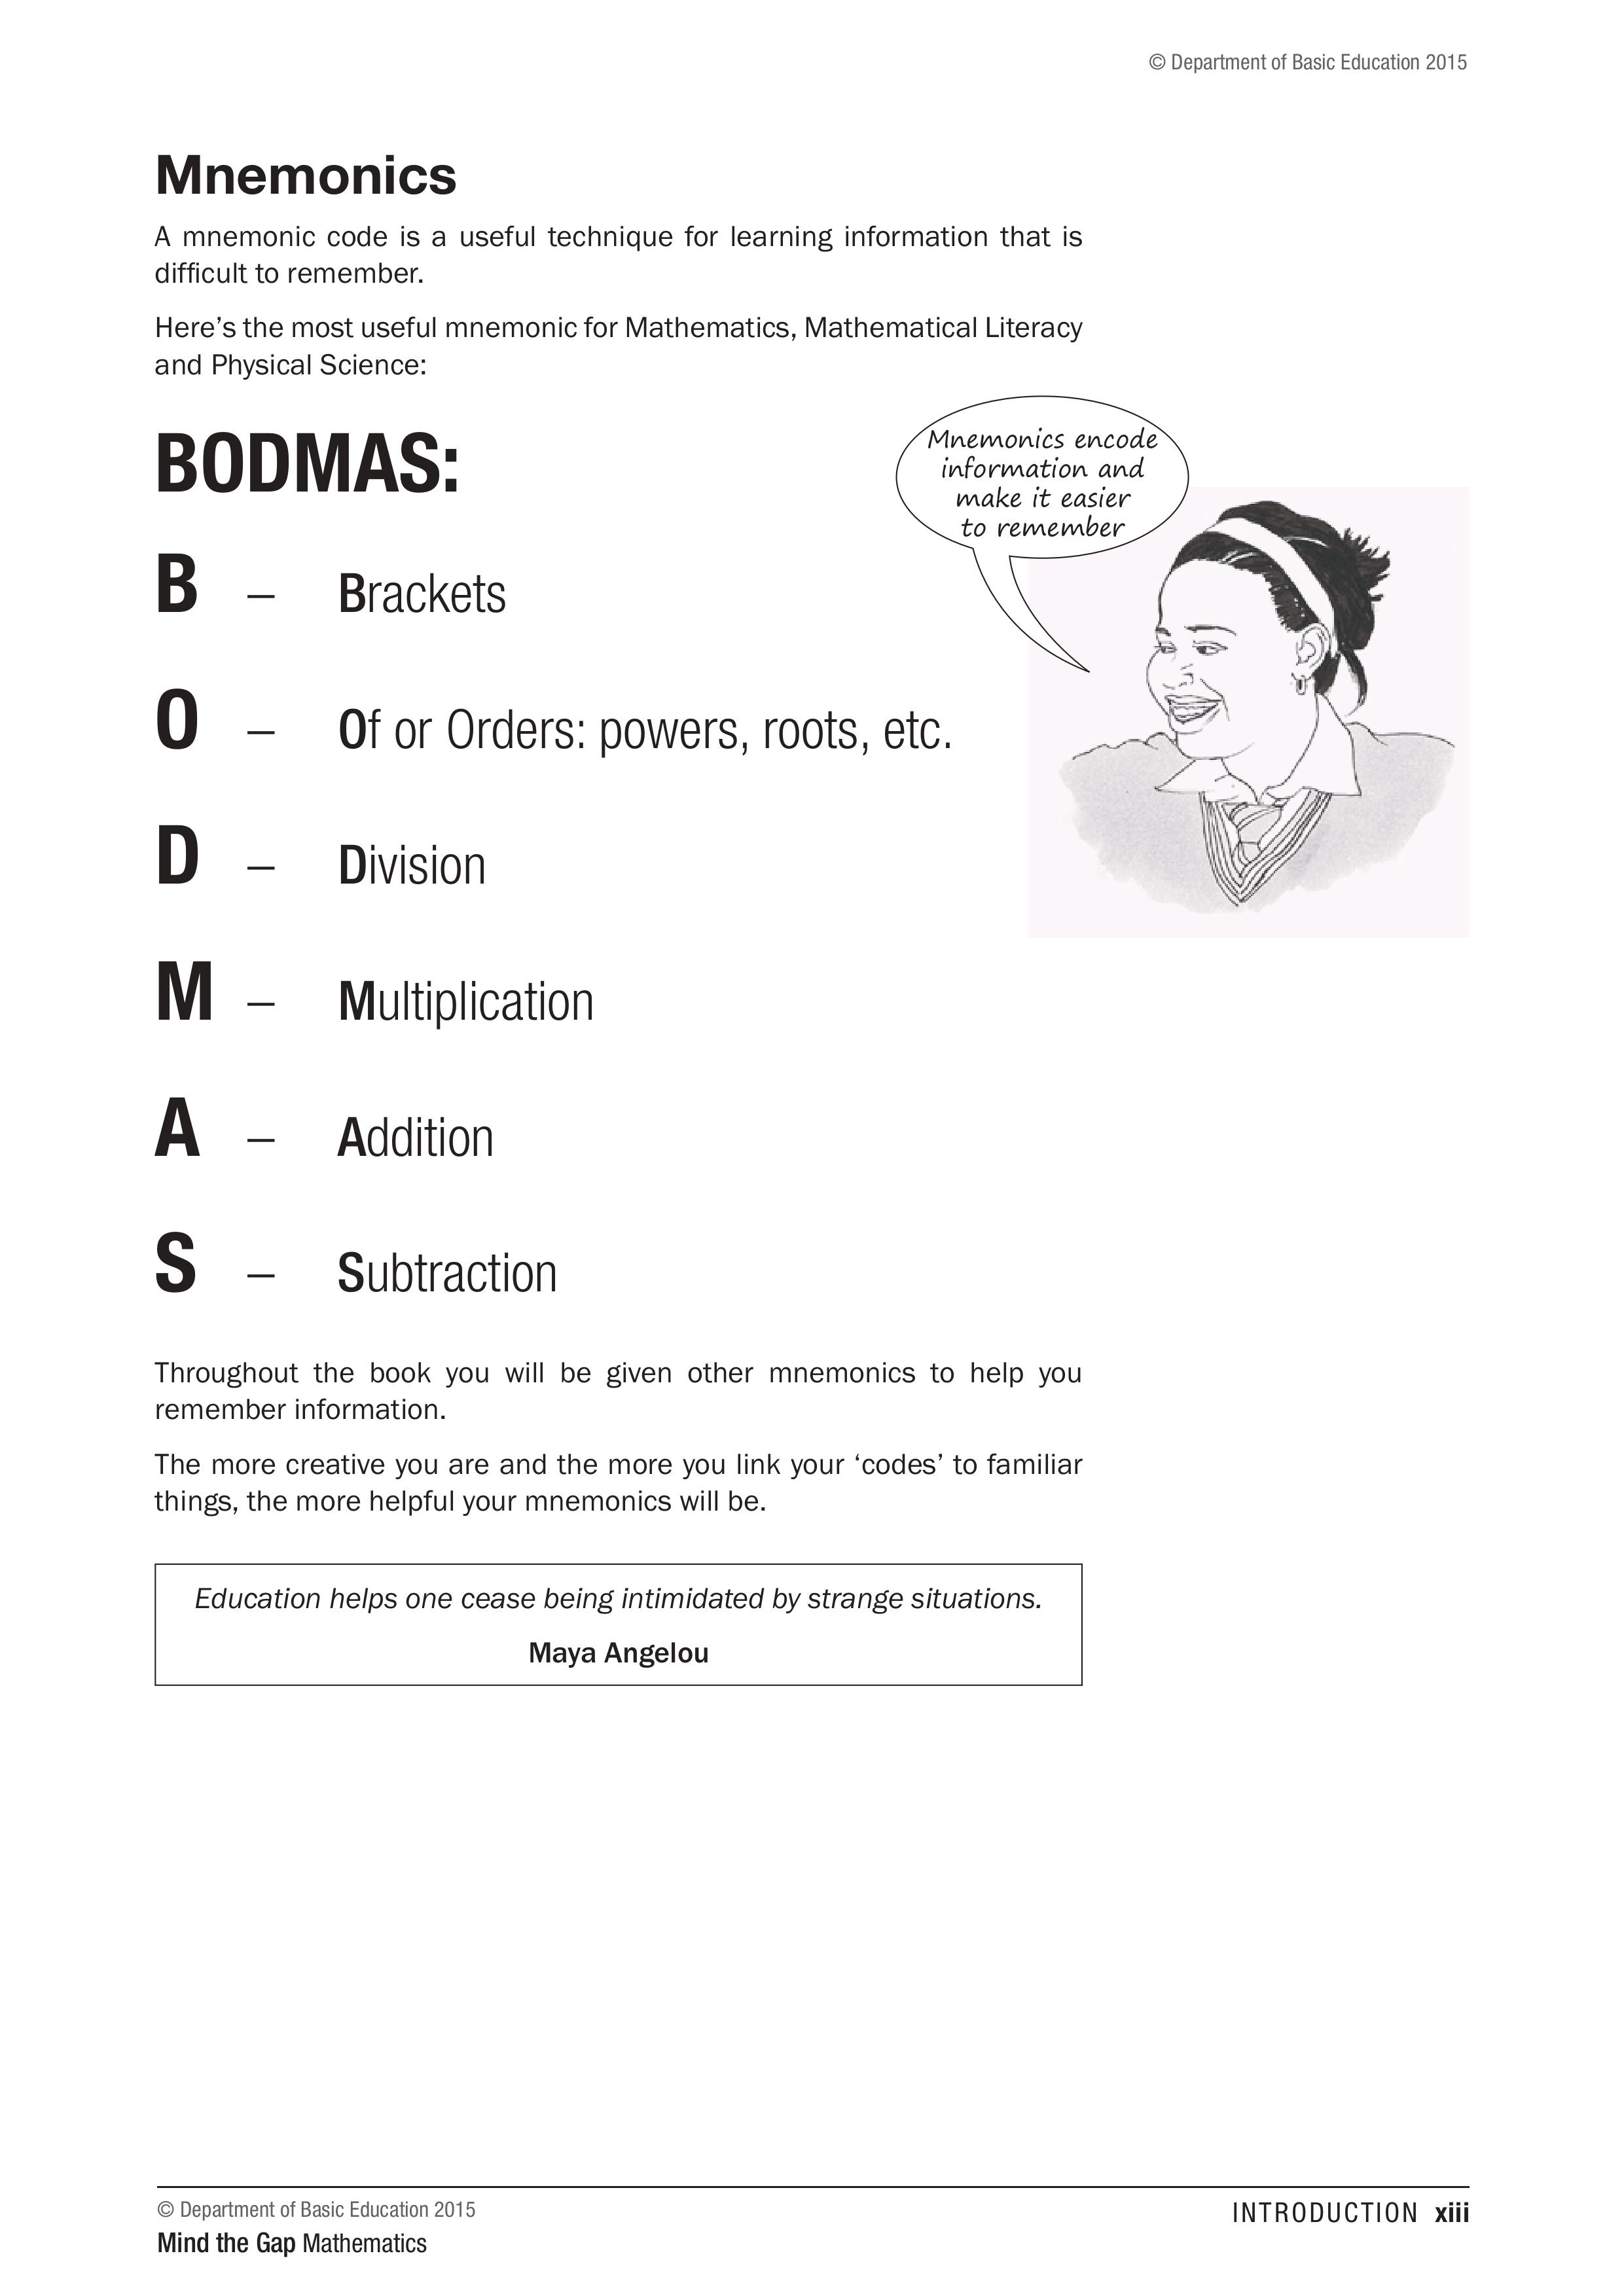 © Department of Basic Education 2015
Mnemonics
A mnemonic code is a useful technique for learning information that is
difficult to remember.
Here’s the most useful mnemonic for Mathematics, Mathematical Literacy
and Physical Science:
BODMAS:
Mnemonics encode
information and
make it easier
to remember
B – Brackets
O – Of or Orders: powers, roots, etc.
D – Division
M – Multiplication
A – Addition
S – Subtraction
Throughout the book you will be given other mnemonics to help you
remember information.
The more creative you are and the more you link your ‘codes’ to familiar
things, the more helpful your mnemonics will be.
Education helps one cease being intimidated by strange situations.
Maya Angelou
© Department of Basic Education 2015
INTRODUCTION xiii
Mind the Gap Mathematics